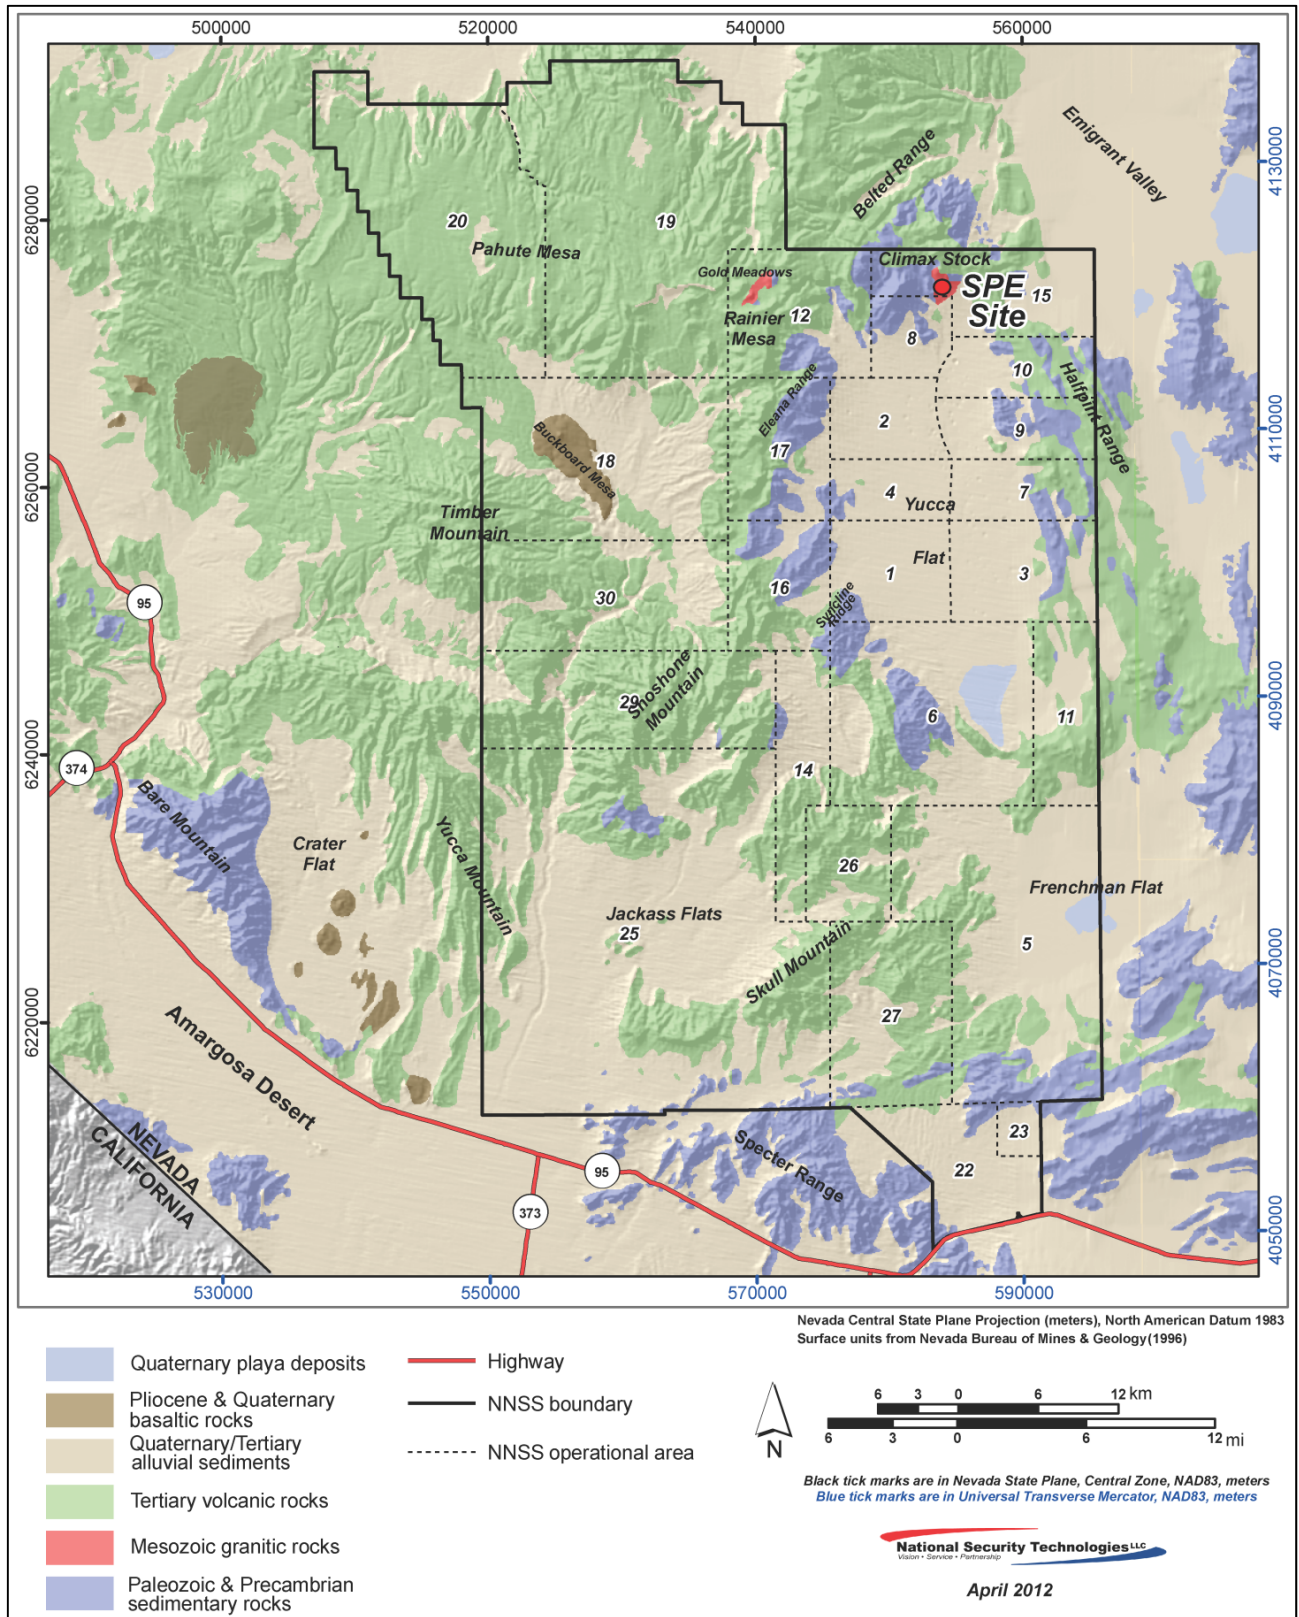 500000
520000
540000
560000
Emigrant Valley
4130000
Belted Range
6280000
20
19
Pahute Mesa
Climax Stock
Gold Meadows
SPE
Site
15
12
Rainier
Mesa
8
10
Halfpint Range
Eleana Range
2
9
4110000
Buckboard Mesa
17
18
6260000
4
7
Yucca
Timber
Mountain
Flat
1
3
16
30
95
Syncline
Ridge
Shoshone
Mountain
29
4090000
6
11
6240000
374
14
Bare Mountain
Crater
Flat
Yucca Mountain
26
Frenchman Flat
Jackass Flats
25
5
Skull Mountain
4070000
6220000
27
Amargosa Desert
NEVADA
CALIFORNIA
23
Specter Range
22
95
373
4050000
530000
550000
570000
590000
Nevada Central State Plane Projection (meters), North American Datum 1983
Surface units from Nevada Bureau of Mines & Geology(1996)
Quaternary playa deposits
Pliocene & Quaternary
basaltic rocks
Quaternary/Tertiary
alluvial sediments
Tertiary volcanic rocks
Mesozoic granitic rocks
Paleozoic & Precambrian
sedimentary rocks
Highway
NNSS boundary
NNSS operational area
N
6 3 0 6 12 km
6 3 0 6 12 mi
Black tick marks are in Nevada State Plane, Central Zone, NAD83, meters
Blue tick marks are in Universal Transverse Mercator, NAD83, meters
National Security Technologies LLC
Vision • Service • Partnership
April 2012